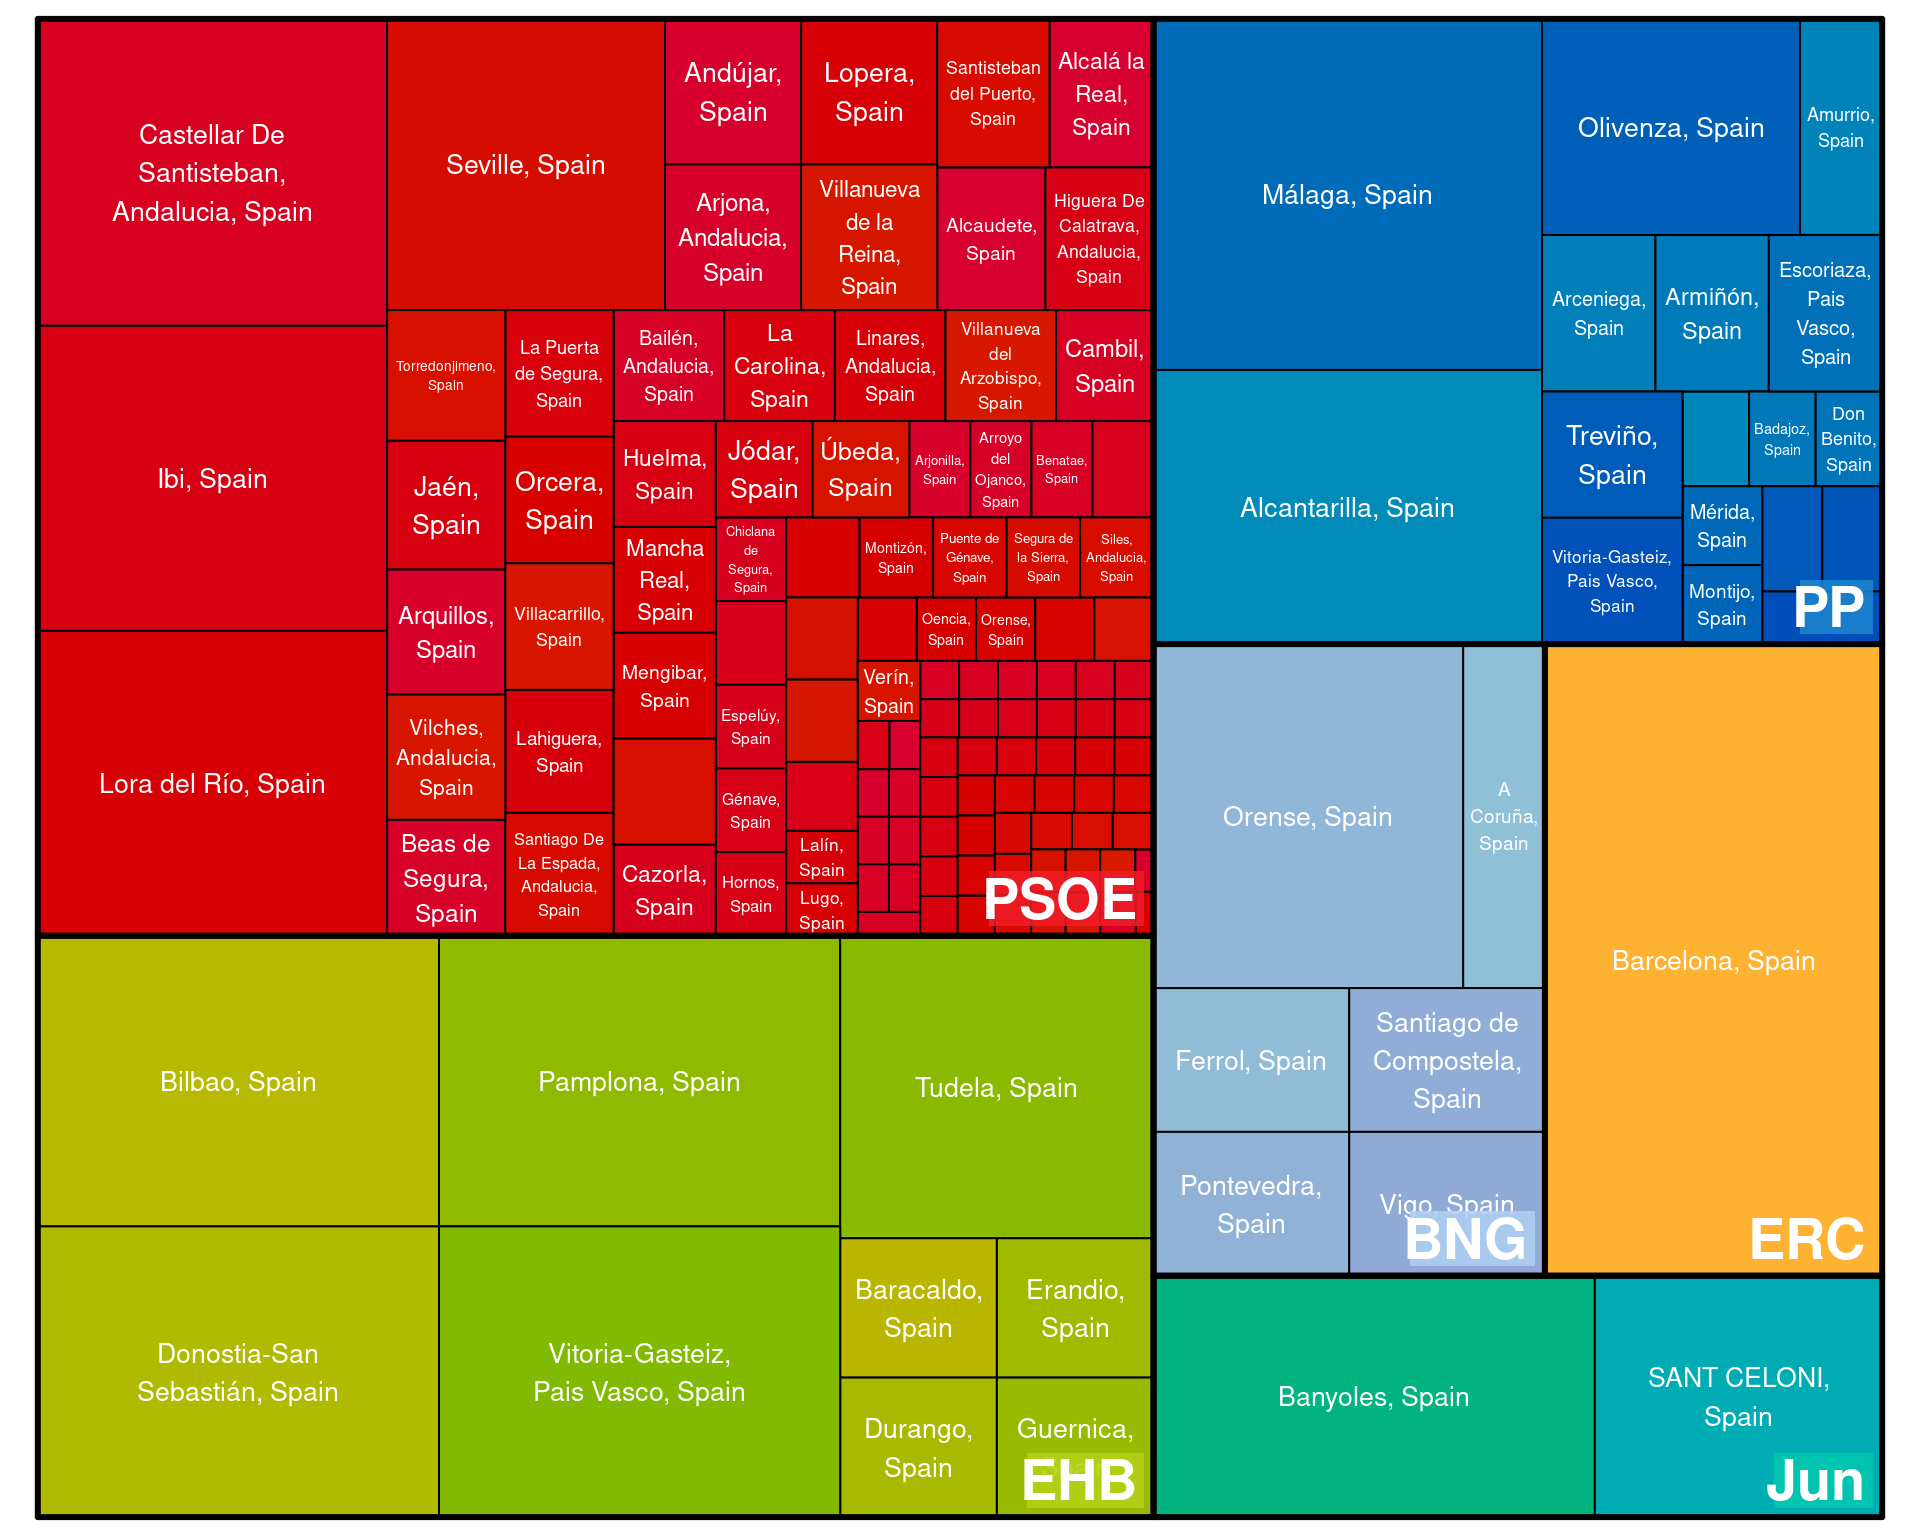 Castellar De
Santisteban,
Andalucia, Spain
Ibi, Spain
Lora del Río, Spain
Seville, Spain
Andújar,
Spain
Lopera,
Spain
Santisteban
del Puerto,
Spain
Alcalá la
Real,
Spain
Arjona,
Andalucia,
Spain
Villanueva
de la
Reina,
Spain
Alcaudete,
Spain
Higuera De
Calatrava,
Andalucia,
Spain
Torredonjimeno,
Spain
La Puerta
de Segura,
Spain
Bailén,
Andalucia,
Spain
La
Carolina,
Spain
Linares,
Andalucia,
Spain
Villanueva
del
Arzobispo,
Spain
Cambil,
Spain
Jaén,
Spain
Orcera,
Spain
Huelma,
Spain
Jódar,
Spain
Úbeda,
Spain
Arjonilla,
Spain
Arroyo
del
Ojanco,
Spain
Benatae,
Spain
Mancha
Real,
Spain
Chiclana
de
Segura,
Spain
Montizón,
Spain
Puente de
Génave,
Spain
Segura de
la Sierra,
Spain
Siles,
Andalucia,
Spain
Arquillos,
Spain
Villacarrillo,
Spain
Mengibar,
Spain
Oencia,
Spain
Orense,
Spain
Verín,
Spain
Vilches,
Andalucia,
Spain
Lahiguera,
Spain
Espelúy,
Spain
Génave,
Spain
Beas de
Segura,
Spain
Santiago De
La Espada,
Andalucia,
Spain
Cazorla,
Spain
Hornos,
Spain
Lalín,
Spain
Lugo,
Spain
PSOE
Málaga, Spain
Alcantarilla, Spain
Olivenza, Spain
Amurrio,
Spain
Arceniega,
Spain
Armiñón,
Spain
Escoriaza,
Pais
Vasco,
Spain
Treviño,
Spain
Badajoz,
Spain
Don
Benito,
Spain
Vitoria-Gasteiz,
Pais Vasco,
Spain
Mérida,
Spain
Montijo,
Spain
PP
Orense, Spain
A
Coruña,
Spain
Ferrol, Spain
Santiago de
Compostela,
Spain
Pontevedra,
Spain
Vigo, Spain
BNG
Barcelona, Spain
ERC
Bilbao, Spain
Pamplona, Spain
Tudela, Spain
Donostia-San
Sebastián, Spain
Vitoria-Gasteiz,
Pais Vasco, Spain
Baracaldo,
Spain
Erandio,
Spain
Durango,
Spain
Guernica,
EHB
Banyoles, Spain
SANT CELONI,
Spain
Jun